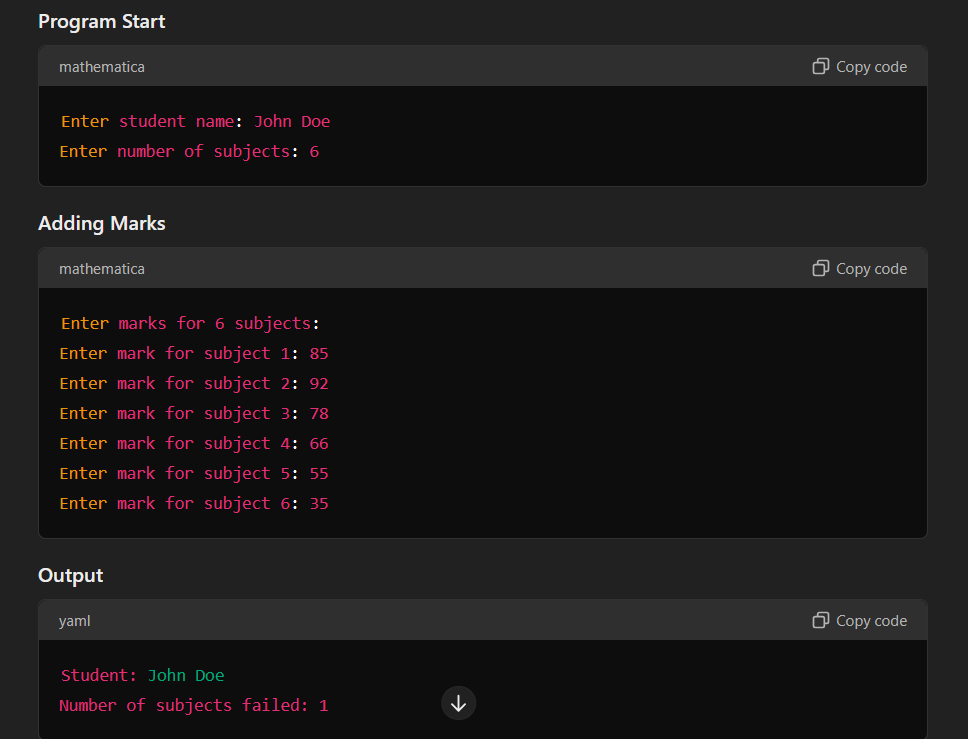 Program Start
mathematica
Copy code
Enter student name: John Doe
Enter number of subjects: 6
Adding Marks
mathematica
Copy code
Enter marks for 6 subjects:
Enter mark for subject 1: 85
Enter mark for subject 2: 92
Enter mark for subject 3: 78
Enter mark for subject 4: 66
Enter mark for subject 5: 55
Enter mark for subject 6: 35
Output
yaml
Copy code
Student: John Doe
Number of subjects failed: 1